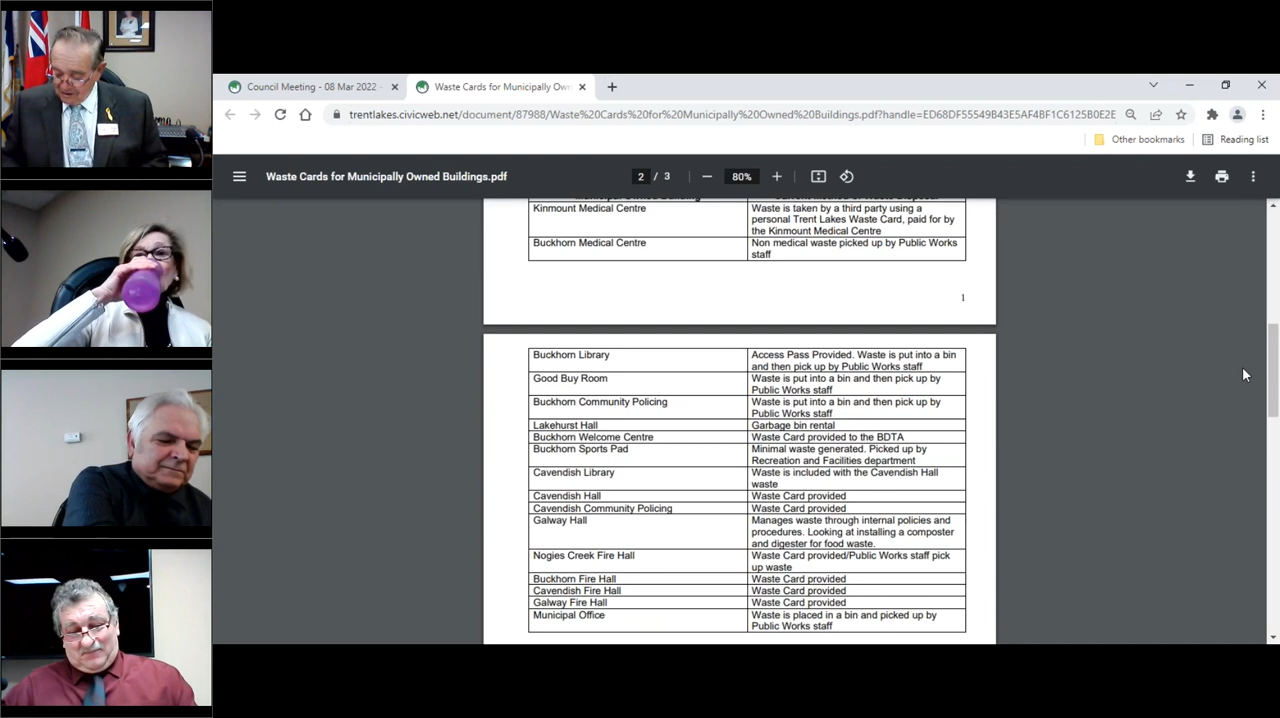 Council Meeting - 08 Mar 2022 -
Waste Cards for Municipally Own
trentlakes.civicweb.net/document/87988/Waste%20Cards%20for%20Municipally%20Owned%20Buildings.pdf?handle=ED68DF55549B43E5AF4BF1C6125B0E2E
Other bookmarks
Reading list
Waste Cards for Municipally Owned Buildings.pdf
2 / 3
80%
Kinmount Medical Centre
Waste is taken by a third party using a
personal Trent Lakes Waste Card, paid for by
the Kinmount Medical Centre
Buckhorn Medical Centre
Non medical waste picked up by Public Works
staff
1
Buckhorn Library
Access Pass Provided. Waste is put into a bin
and then pick up by Public Works staff
Good Buy Room
Waste is put into a bin and then pick up by
Public Works staff
Buckhorn Community Policing
Waste is put into a bin and then pick up by
Public Works staff
Lakehurst Hall
Garbage bin rental
Buckhorn Welcome Centre
Waste Card provided to the BDTA
Buckhorn Sports Pad
Minimal waste generated. Picked up by
Recreation and Facilities department
Cavendish Library
Waste is included with the Cavendish Hall
waste
Cavendish Hall
Waste Card provided
Cavendish Community Policing
Waste Card provided
Galway Hall
Manages waste through internal policies and
procedures. Looking at installing a composter
and digester for food waste.
Nogies Creek Fire Hall
Waste Card provided/Public Works staff pick
up waste
Buckhorn Fire Hall
Waste Card provided
Cavendish Fire Hall
Waste Card provided
Galway Fire Hall
Waste Card provided
Municipal Office
Waste is placed in a bin and picked up by
Public Works staff